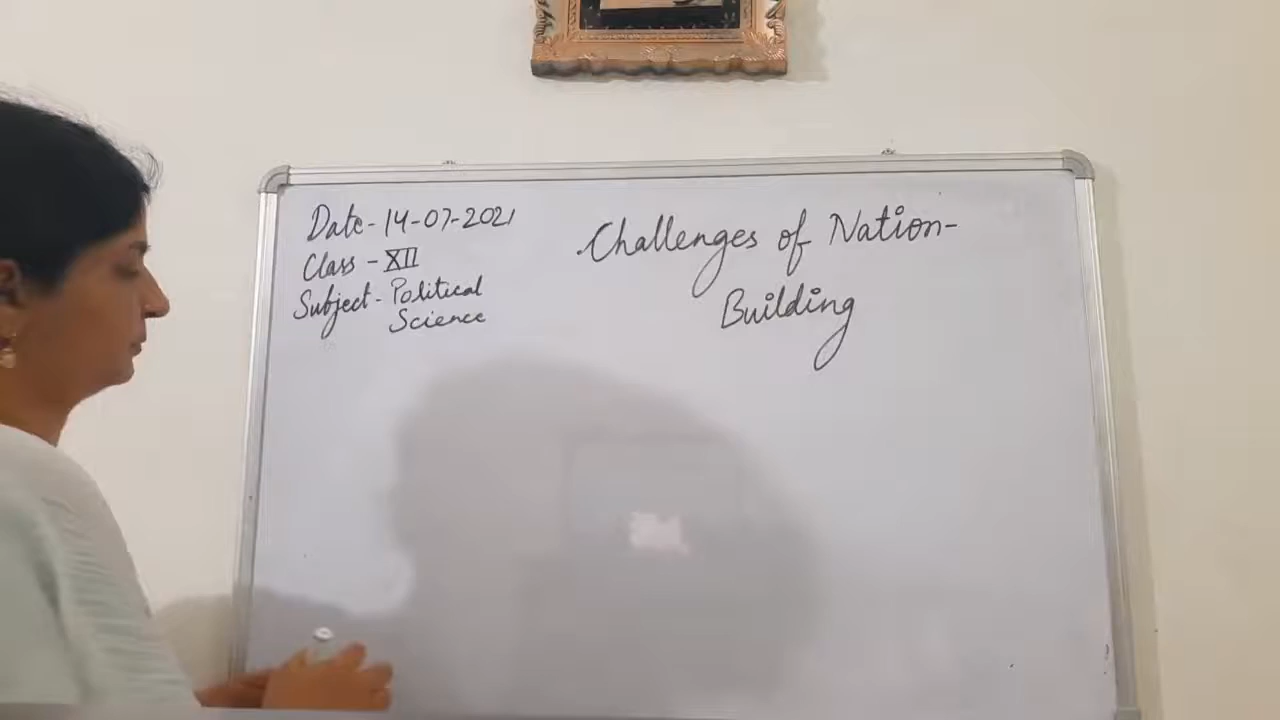 Date-14-07-2021
Class - XII
Subject- Political
Science
Challenges of Nation-
Building